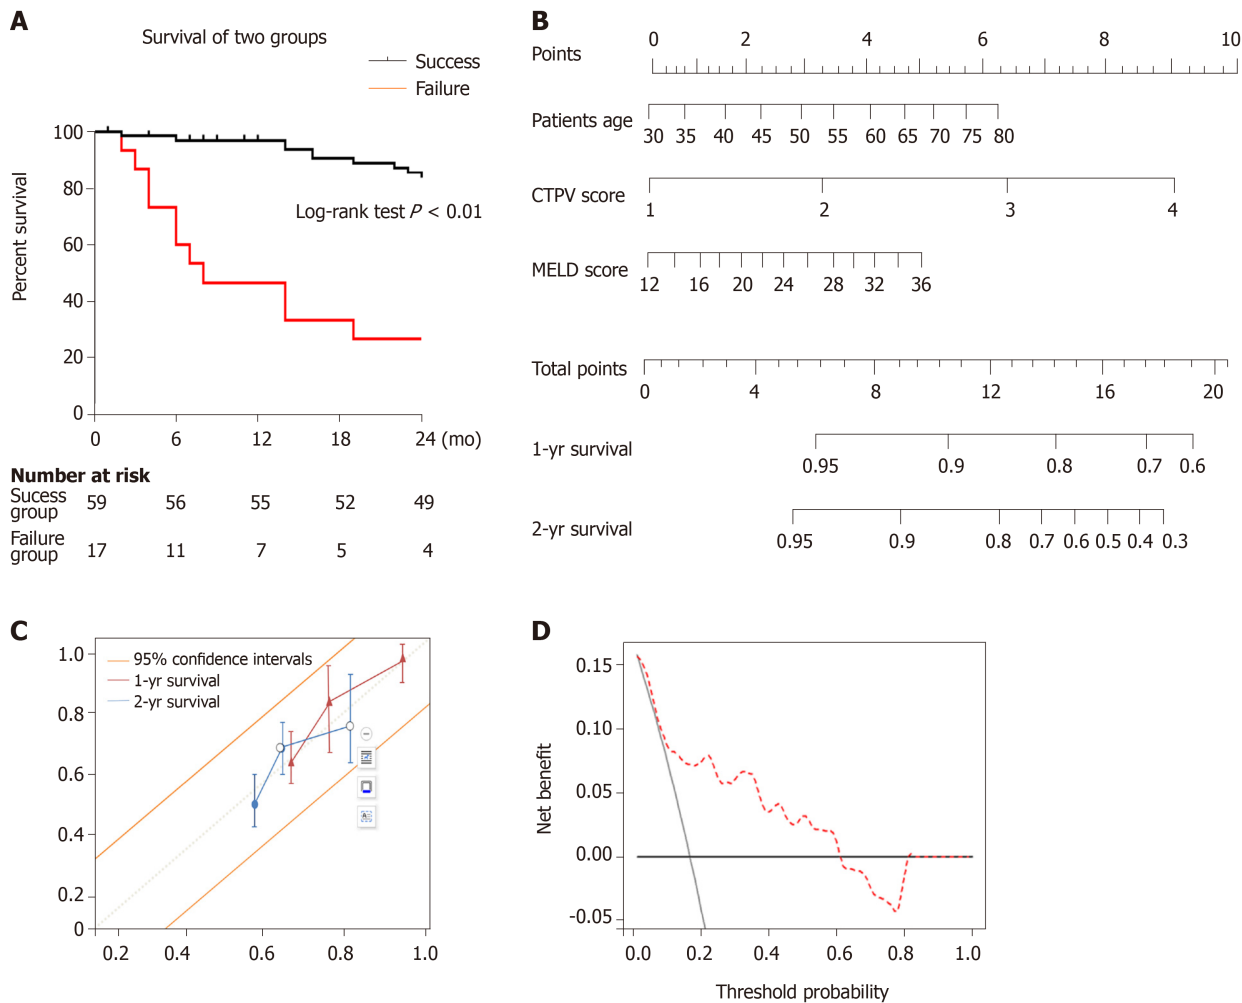 A
Survival of two groups
Success
Failure
100
80
60
40
20
0
Percent survival
Log-rank test P < 0.01
0 6 12 18 24 (mo)
Number at risk
Sucess group 59 56 55 52 49
Failure group 17 11 7 5 4
B
Points 0 2 4 6 8 10
Patients age
30 35 40 45 50 55 60 65 70 75 80
CTPV score
1 2 3 4
MELD score
12 16 20 24 28 32 36
Total points
0 4 8 12 16 20
1-yr survival
0.95 0.9 0.8 0.7 0.6
2-yr survival
0.95 0.9 0.8 0.7 0.6 0.5 0.4 0.3
C
95% confidence intervals
1-yr survival
2-yr survival
1.0
0.8
0.6
0.4
0.2
0
0.2 0.4 0.6 0.8 1.0
D
Net benefit
0.15
0.10
0.05
0.00
-0.05
0.0 0.2 0.4 0.6 0.8 1.0
Threshold probability